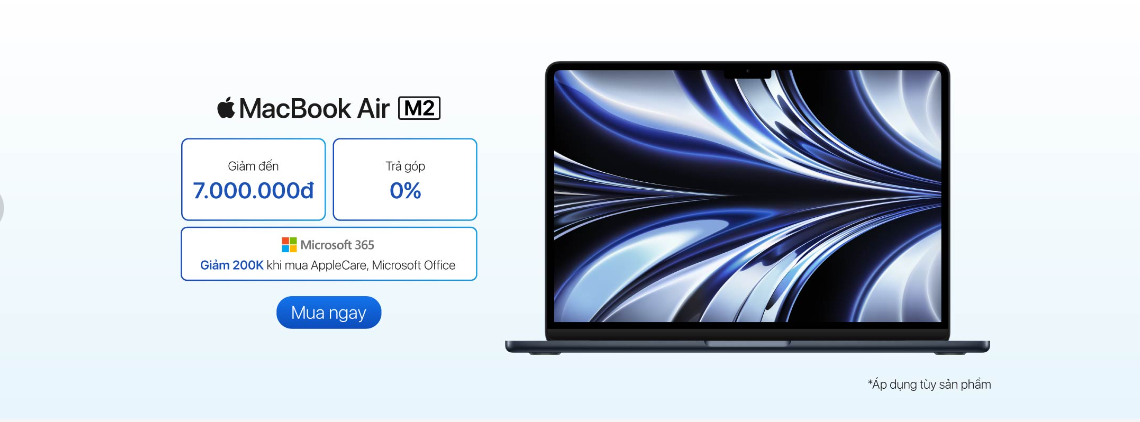 MacBook Air M2
Giảm đến
7.000.000đ
Trả góp
0%
Microsoft 365
Giảm 200K khi mua AppleCare, Microsoft Office
Mua ngay
*Áp dụng tùy sản phẩm